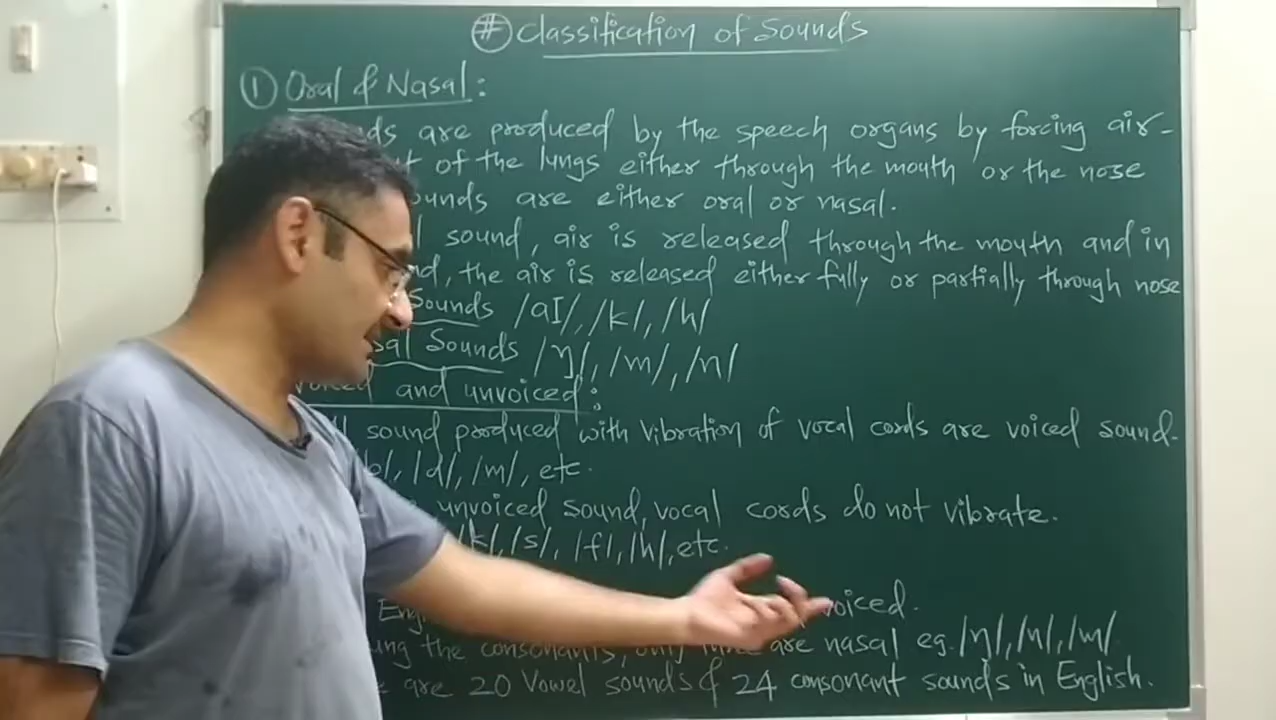 # Classification of Sounds
① Oral & Nasal:
are produced by the speech organs by forcing air-
of the lungs either through the mouth or the nose
are either oral or nasal.
sound, air is released through the mouth and in
the air is released either fully or partially through nose
Sounds /aI/, /k/, /h/
Sounds /ŋ/, /m/, /n/
and unvoiced:
sound produced with vibration of vocal cords are voiced sound-
/d/, /m/, etc.
unvoiced sound, vocal cords do not vibrate.
/k/, /s/, /f/, /h/, etc.
voiced.
the consonants, only are nasal eg. /ŋ/, /n/, /m/
are 20 Vowel sounds & 24 consonant sounds in English.